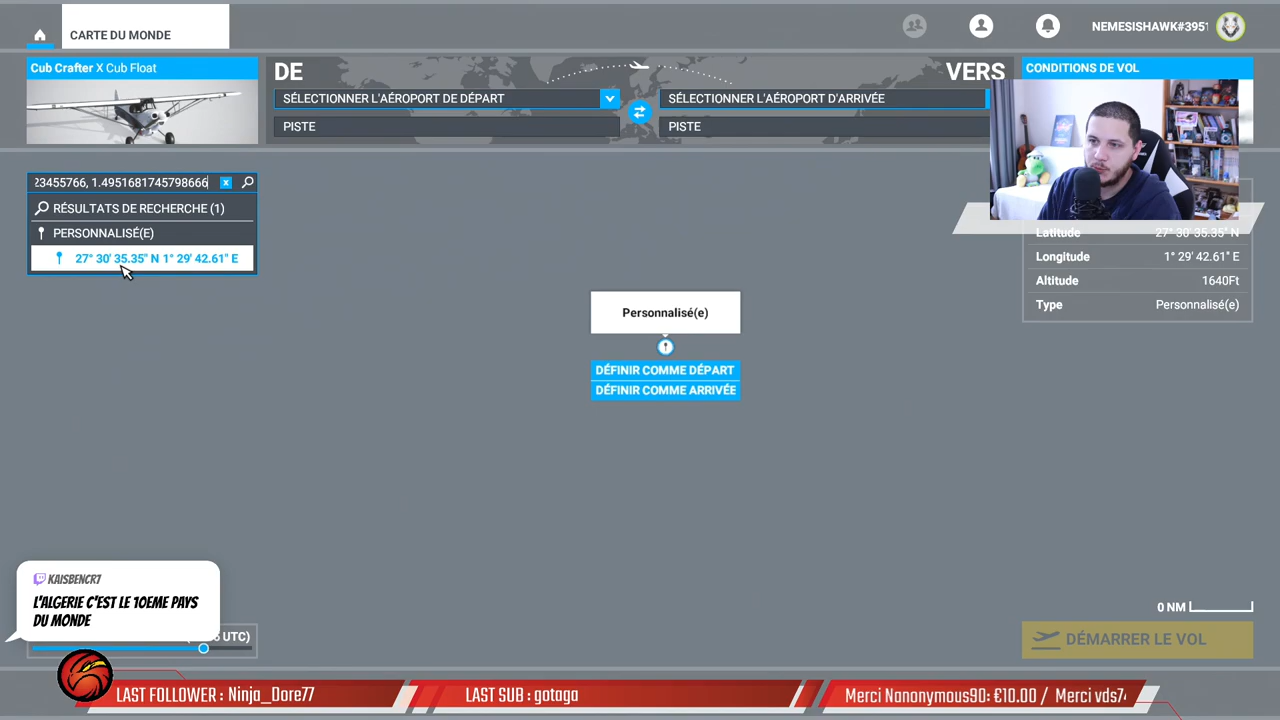 CARTE DU MONDE
NEMESISHAWK#3951
Cub Crafter X Cub Float
DE
VERS
CONDITIONS DE VOL
SÉLECTIONNER L'AÉROPORT DE DÉPART
SÉLECTIONNER L'AÉROPORT D'ARRIVÉE
PISTE
PISTE
23455766, 1.4951681745798666
x
RÉSULTATS DE RECHERCHE (1)
PERSONNALISÉ(E)
27° 30' 35.35" N 1° 29' 42.61" E
Latitude
27° 30' 35.35" N
Longitude
1° 29' 42.61" E
Altitude
1640Ft
Type
Personnalisé(e)
Personnalisé(e)
DÉFINIR COMME DÉPART
DÉFINIR COMME ARRIVÉE
KAISBENCR7
L'ALGERIE C'EST LE 10EME PAYS
DU MONDE
UTC)
0 NM
DÉMARRER LE VOL
LAST FOLLOWER : Ninja_Dore77
LAST SUB : gotaga
Merci Nanonymous90: €10.00 / Merci vds74